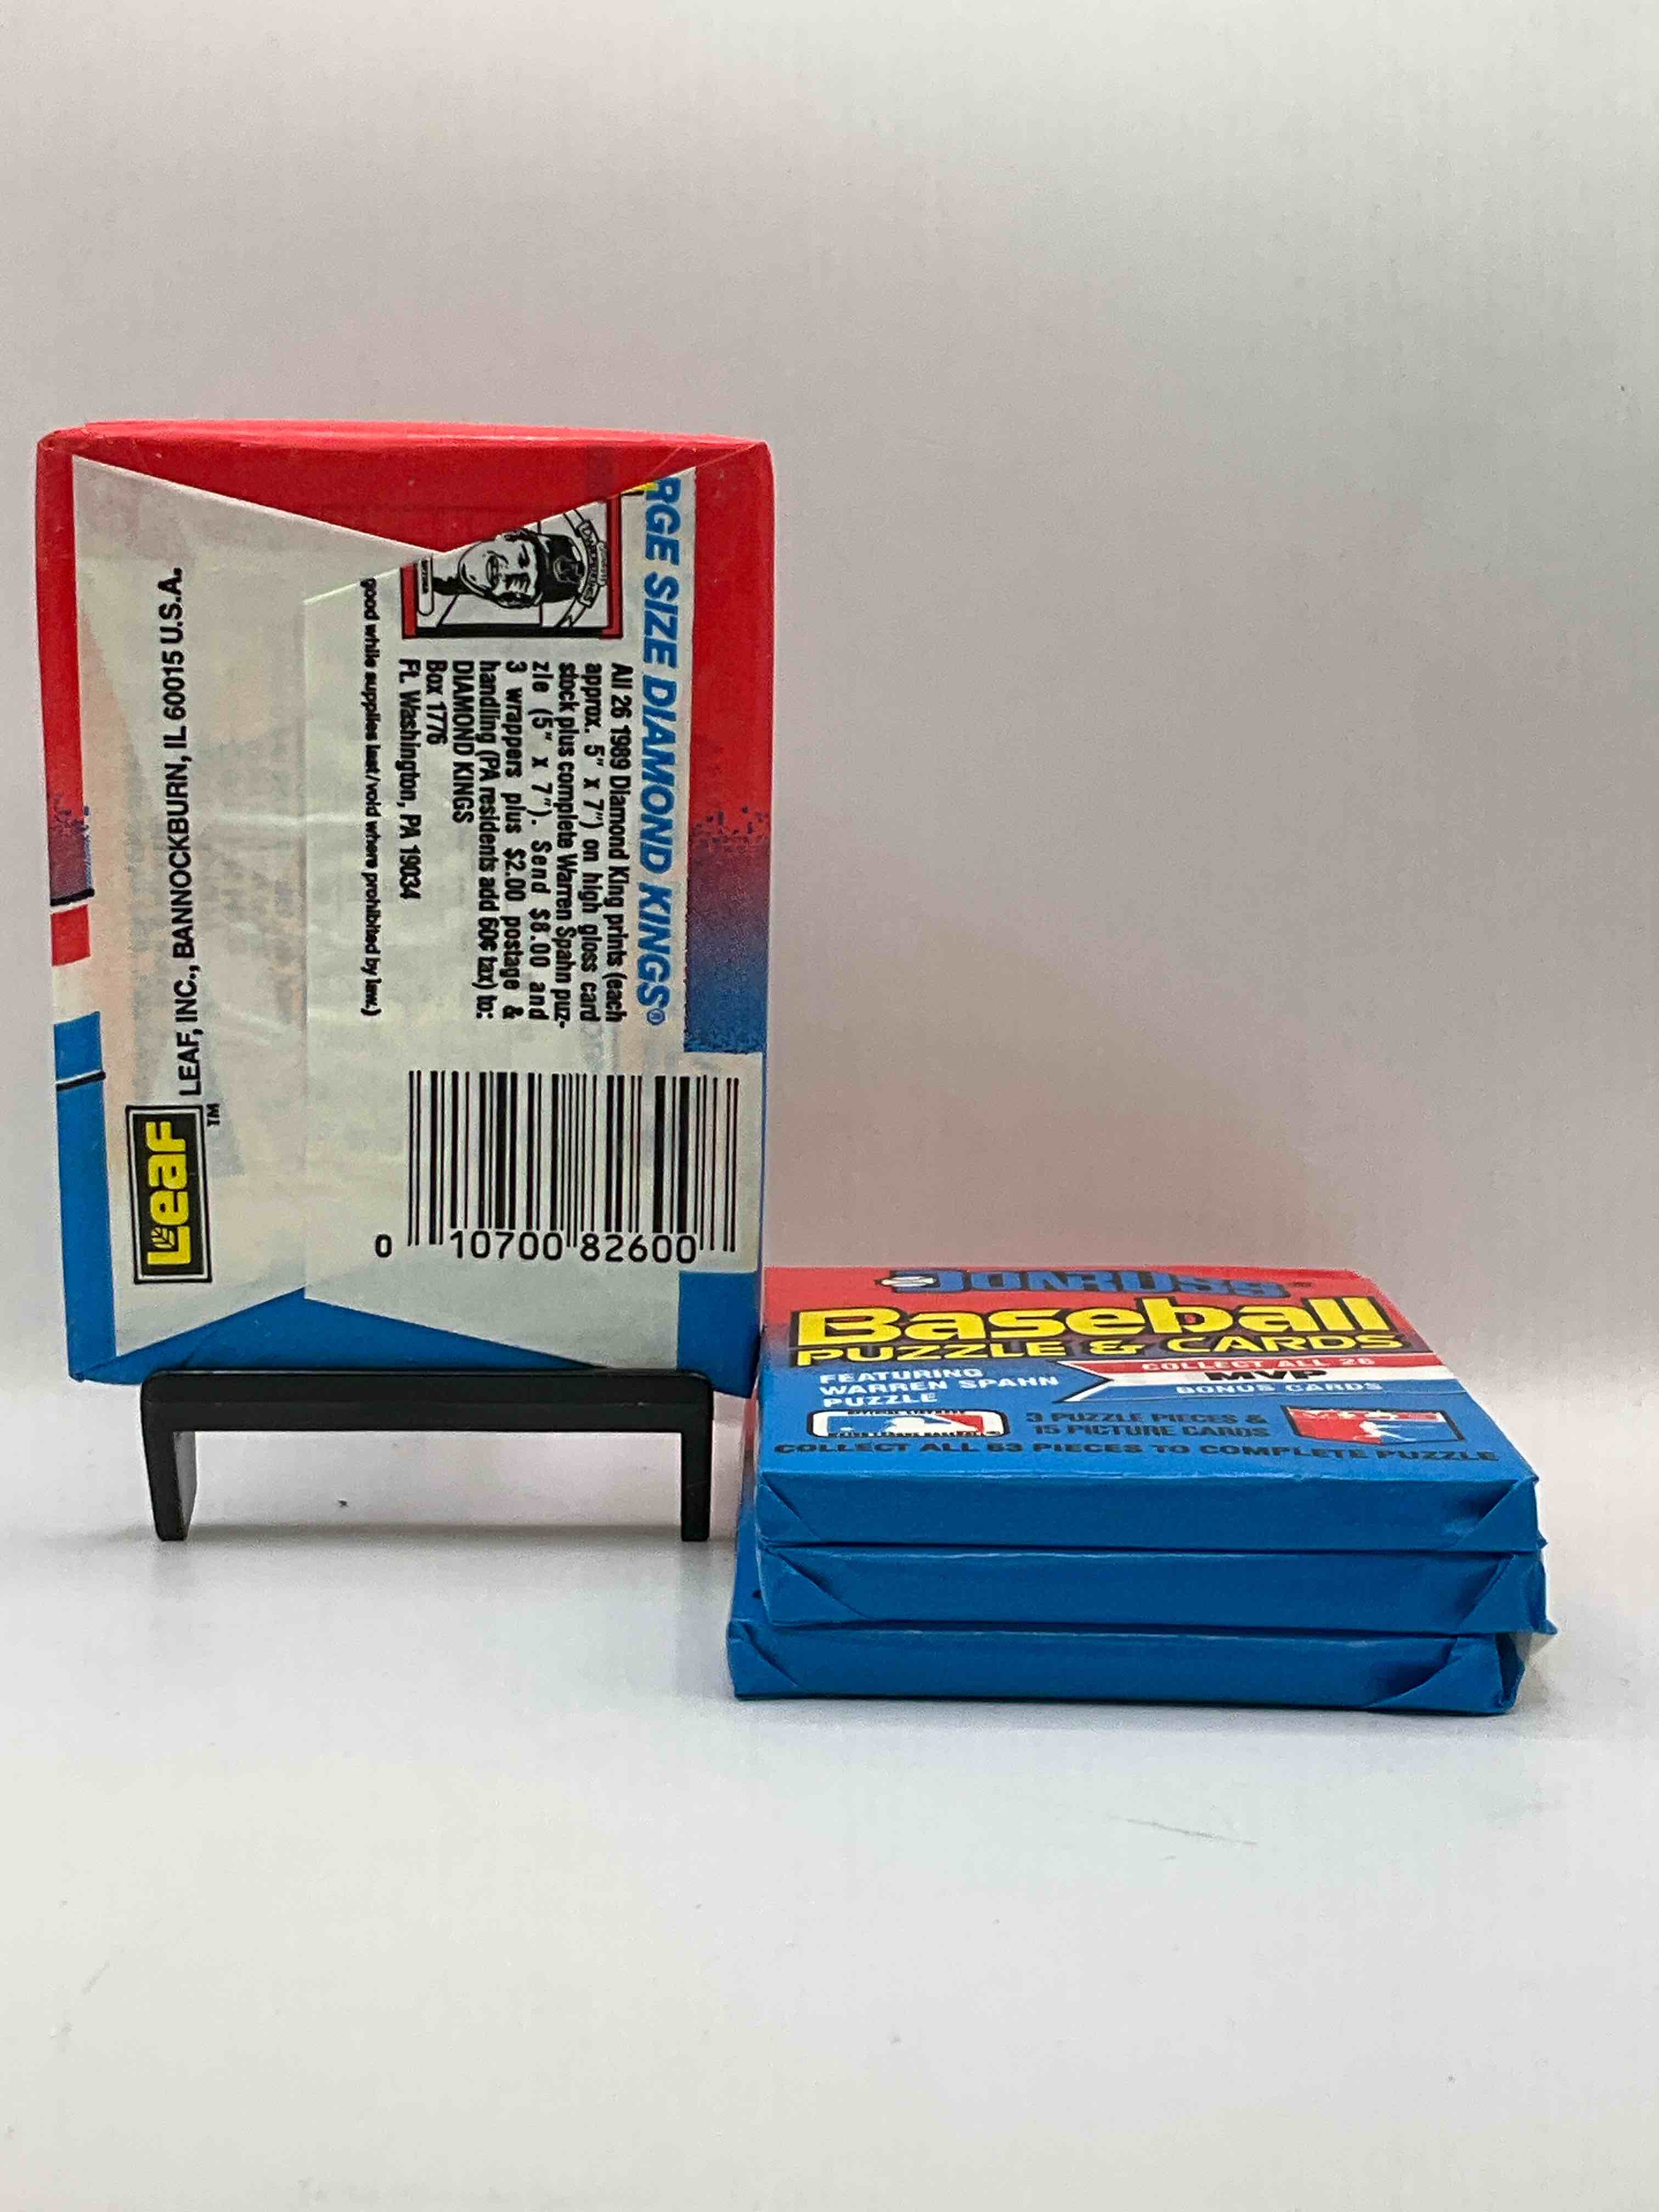 RGE SIZE DIAMOND KINGS®
All 26 1989 Diamond King prints (each
approx. 5" x 7") on high gloss card
stock plus complete Warren Spahn puz-
zle (5" x 7"). Send $8.00 and
3 wrappers plus $2.00 postage &
handling (PA residents add 60¢ tax) to:
DIAMOND KINGS
Box 1776
Ft. Washington, PA 19034
good while supplies last/void where prohibited by law.)
Leaf™
LEAF, INC., BANNOCKBURN, IL 60015 U.S.A.
0 10700 82600
DONRUSS
Baseball
PUZZLE & CARDS
COLLECT ALL 26
MVP
BONUS CARDS
FEATURING
WARREN SPAHN
PUZZLE
3 PUZZLE PIECES &
15 PICTURE CARDS
COLLECT ALL 63 PIECES TO COMPLETE PUZZLE